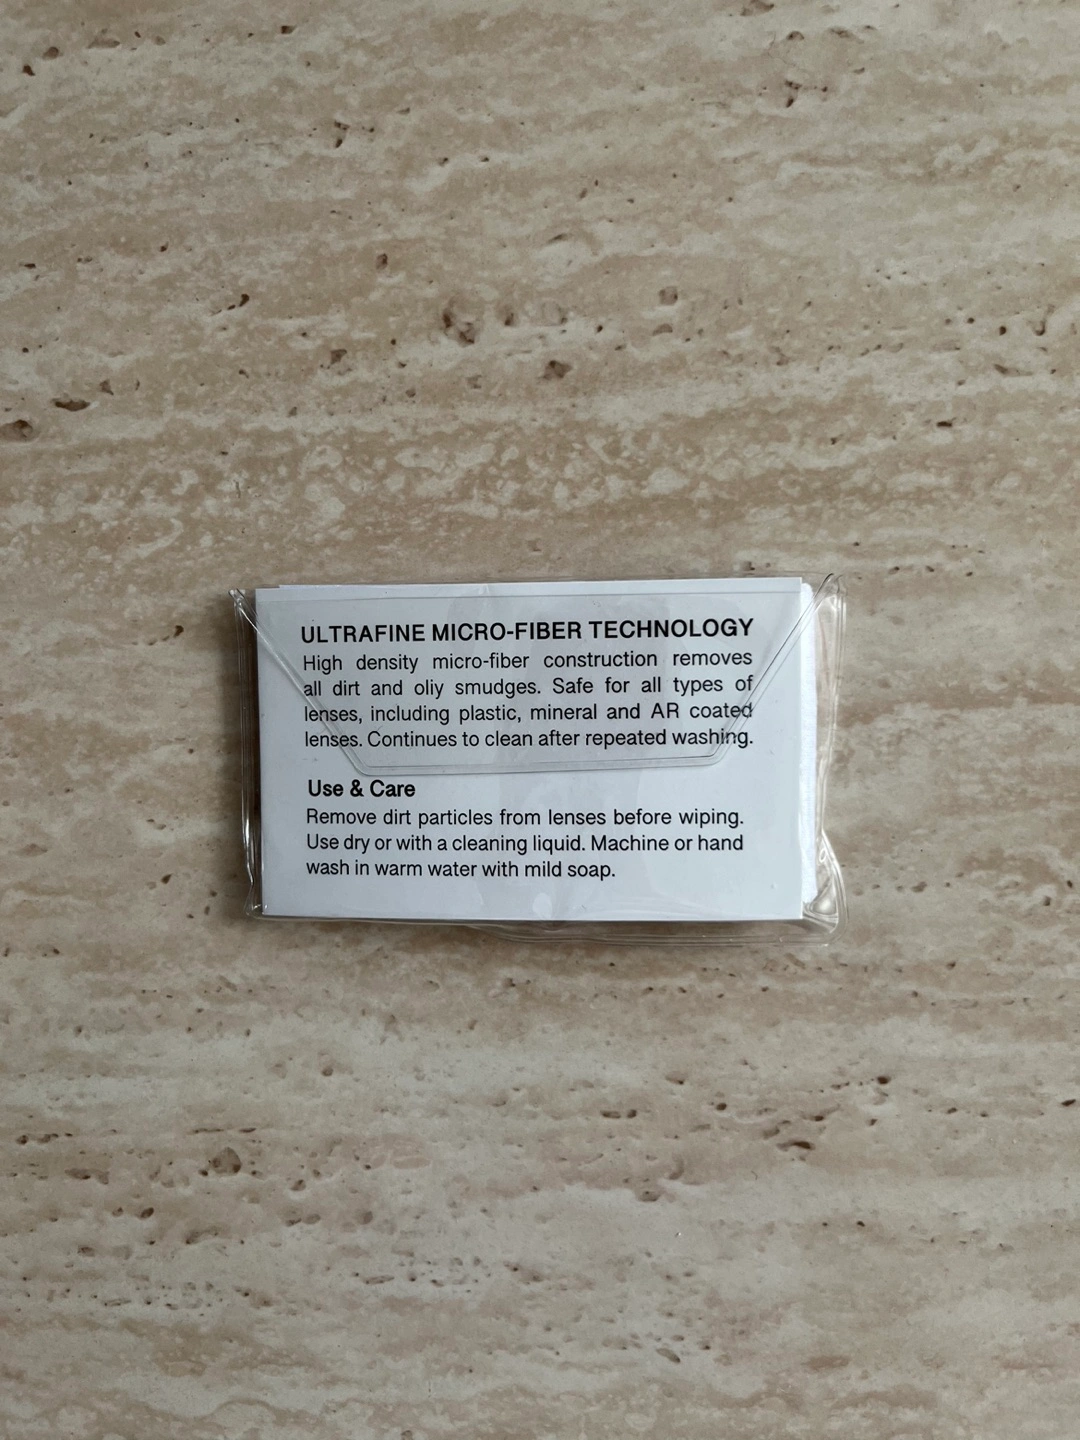 ULTRAFINE MICRO-FIBER TECHNOLOGY
High density micro-fiber construction removes
all dirt and oliy smudges. Safe for all types of
lenses, including plastic, mineral and AR coated
lenses. Continues to clean after repeated washing.
Use & Care
Remove dirt particles from lenses before wiping.
Use dry or with a cleaning liquid. Machine or hand
wash in warm water with mild soap.